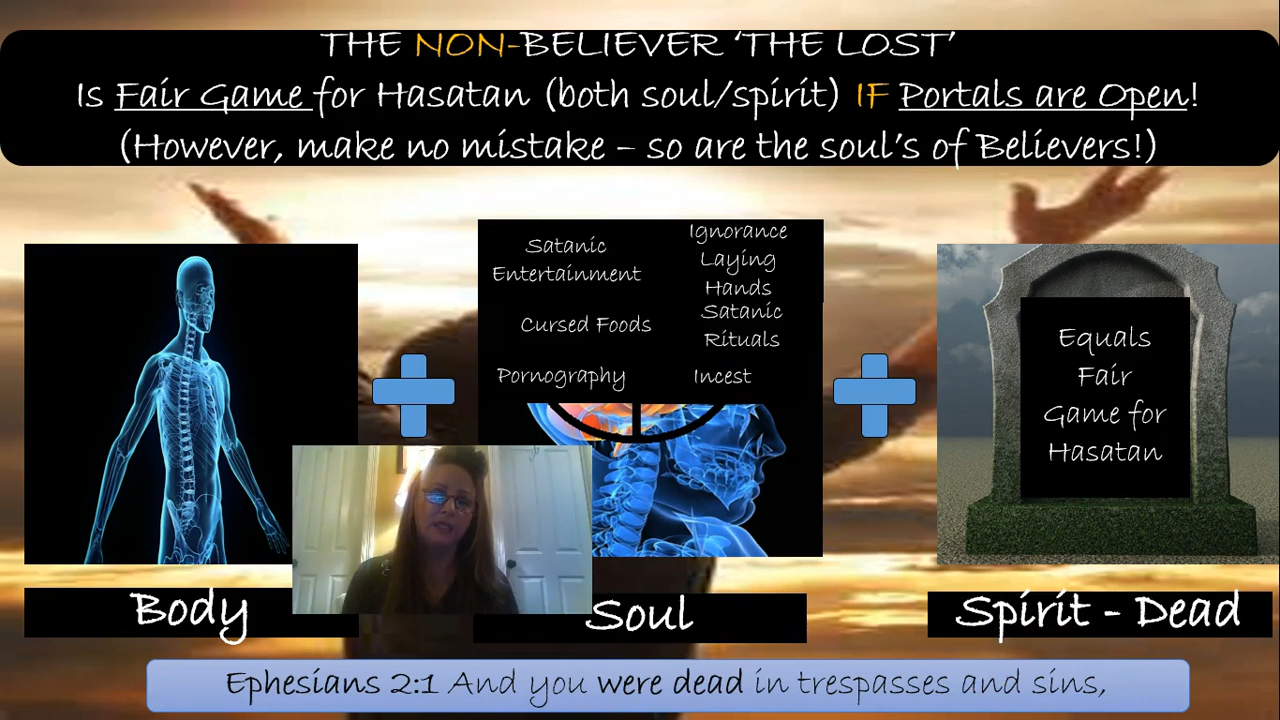 THE NON-BELIEVER 'THE LOST'
Is Fair Game for Hasatan (both soul/spirit) IF Portals are Open!
(However, make no mistake – so are the soul's of Believers!)
Satanic
Entertainment
Cursed Foods
Pornography
Ignorance
Laying
Hands
Satanic
Rituals
Incest
Equals
Fair
Game for
Hasatan
Body
Soul
Spirit - Dead
Ephesians 2:1 And you were dead in trespasses and sins,